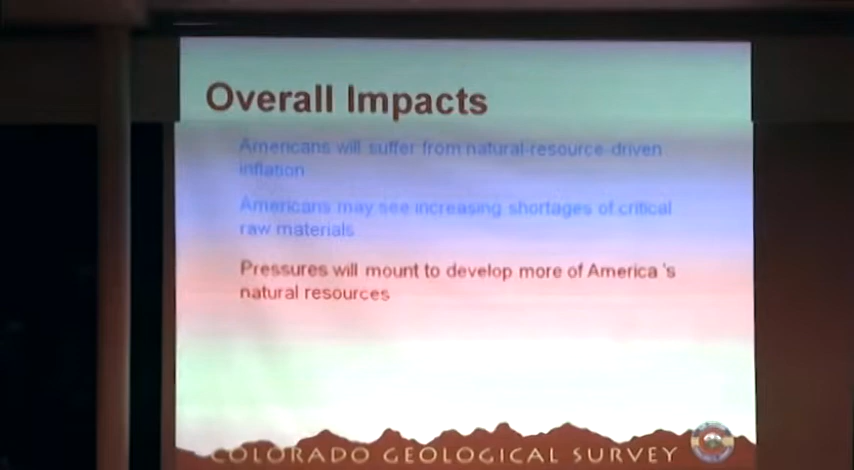 Overall Impacts
Americans will suffer from natural-resource-driven
inflation
Americans may see increasing shortages of critical
raw materials
Pressures will mount to develop more of America 's
natural resources
COLORADO GEOLOGICAL SURVEY